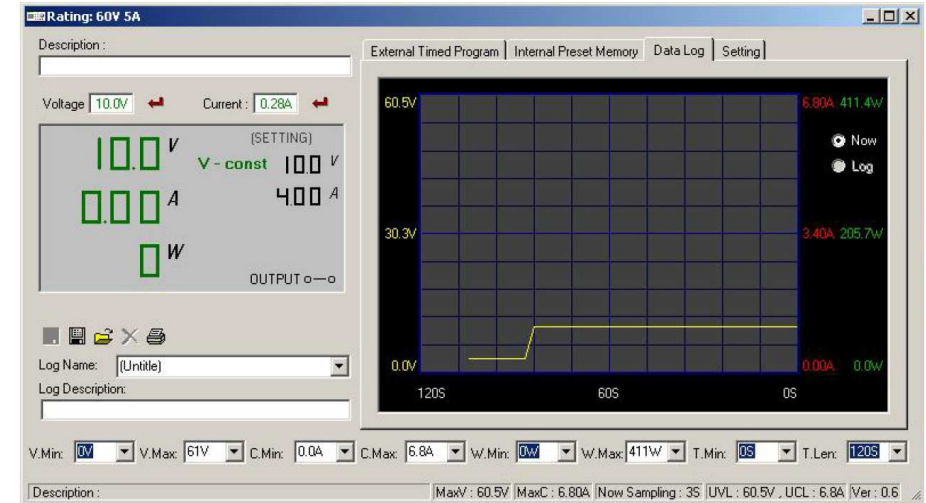 Rating: 60V 5A
Description :
External Timed Program Internal Preset Memory Data Log Setting
Voltage 10.0V Current : 0.28A
10.0 V (SETTING)
V - const 10.0 V
0.00 A 4.00 A
0 W
OUTPUT
60.5V 6.80A 411.4W
Now
Log
30.3V 3.40A 205.7W
0.0V 0.00A 0.0W
120S 60S 0S
Log Name: (Untitle)
Log Description:
V.Min: 0V V.Max: 61V C.Min: 0.0A C.Max: 6.8A W.Min: 0W W.Max: 411W T.Min: 0S T.Len: 120S
Description : MaxV : 60.5V MaxC : 6.80A Now Sampling : 3S UVL : 60.5V , UCL : 6.8A Ver : 0.6